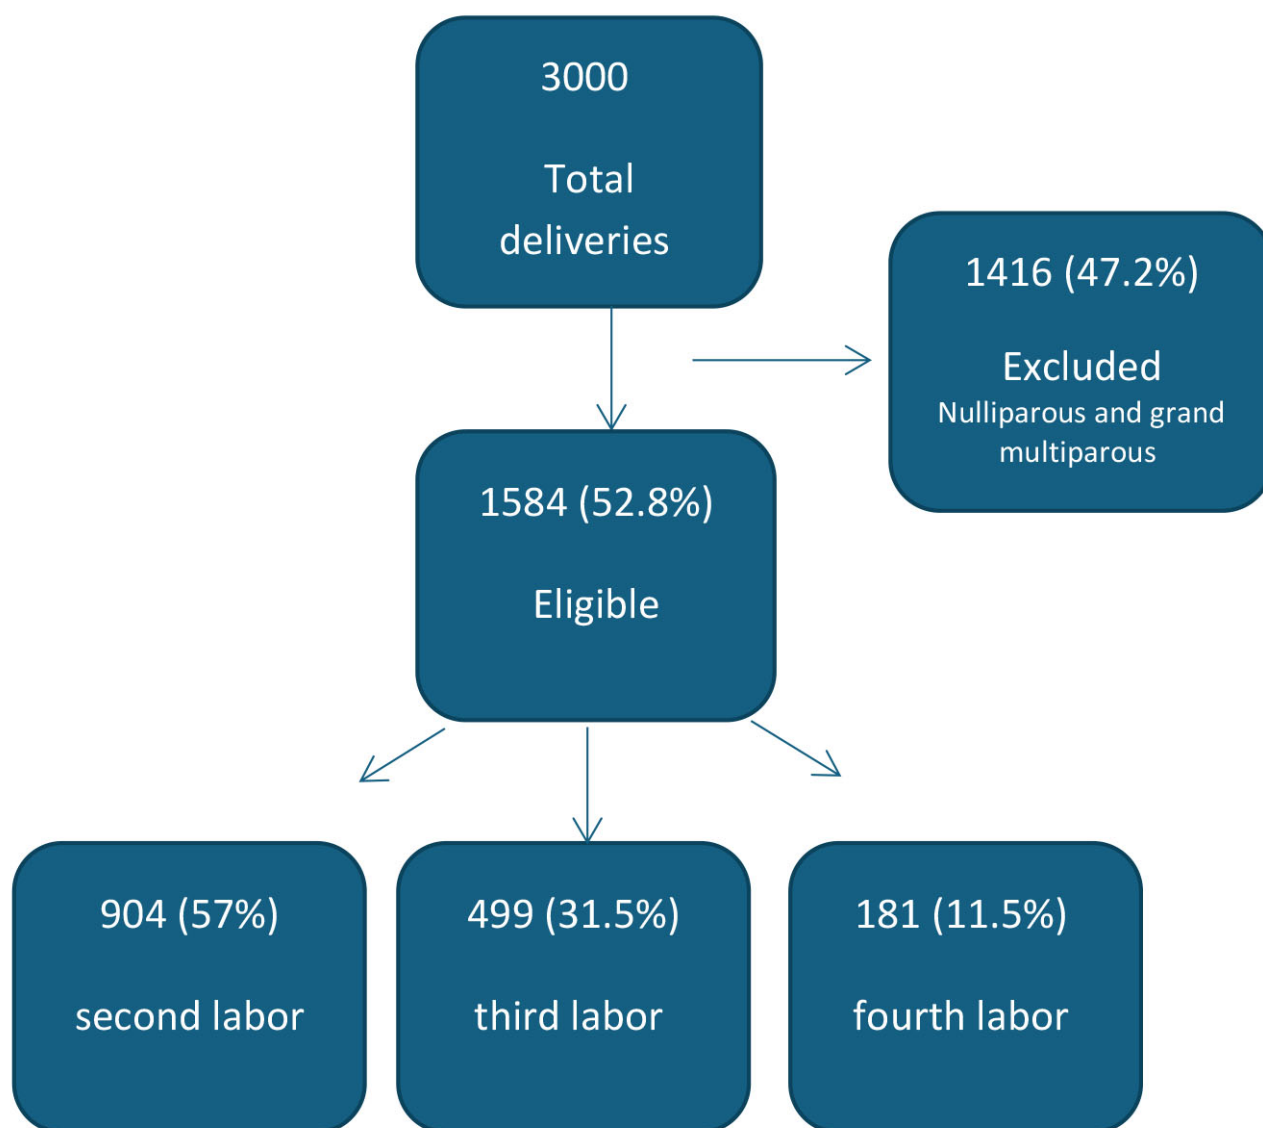 3000
Total
deliveries
1416 (47.2%)
Excluded
Nulliparous and grand
multiparous
1584 (52.8%)
Eligible
904 (57%)
second labor
499 (31.5%)
third labor
181 (11.5%)
fourth labor